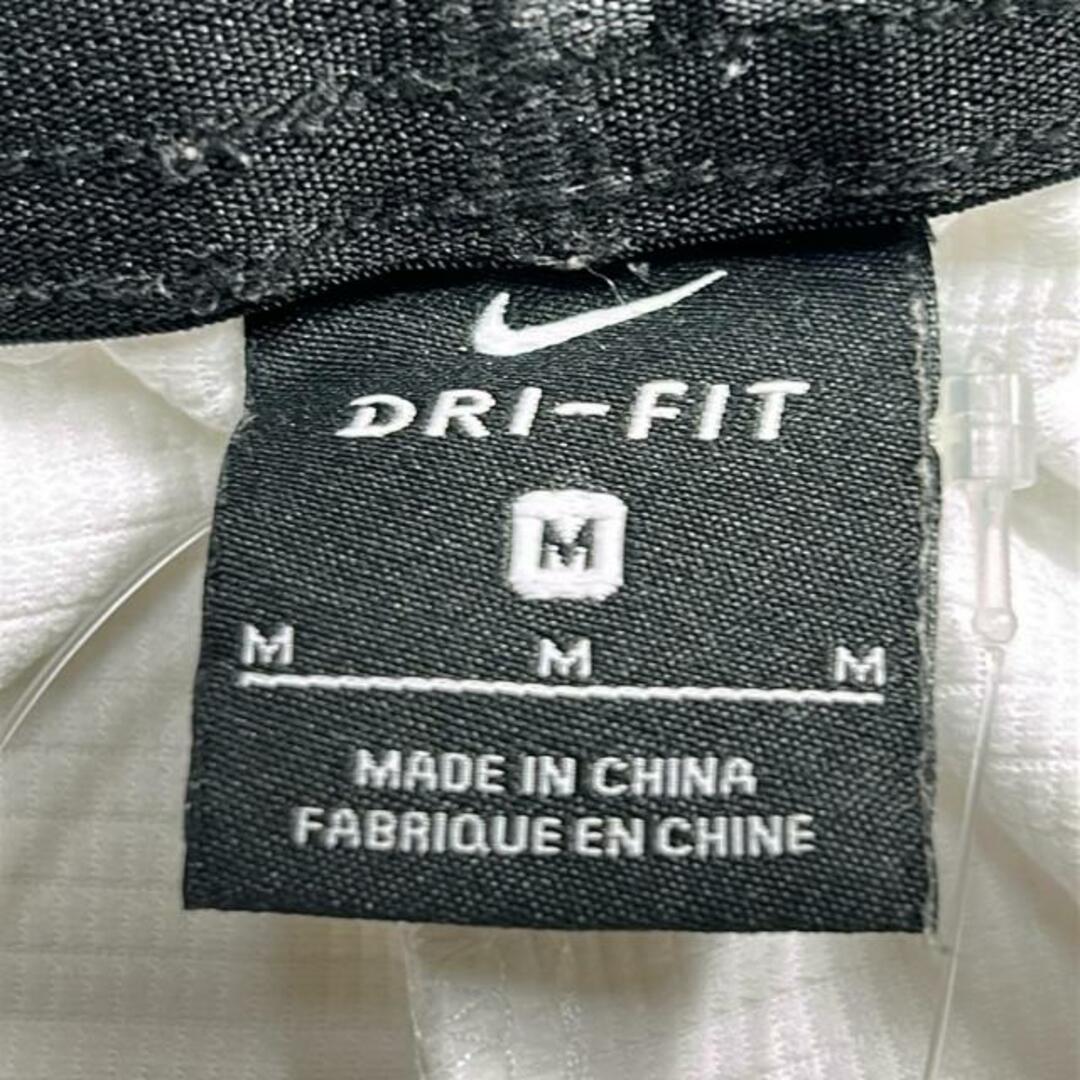 DRI-FIT
M
M M M
MADE IN CHINA
FABRIQUE EN CHINE